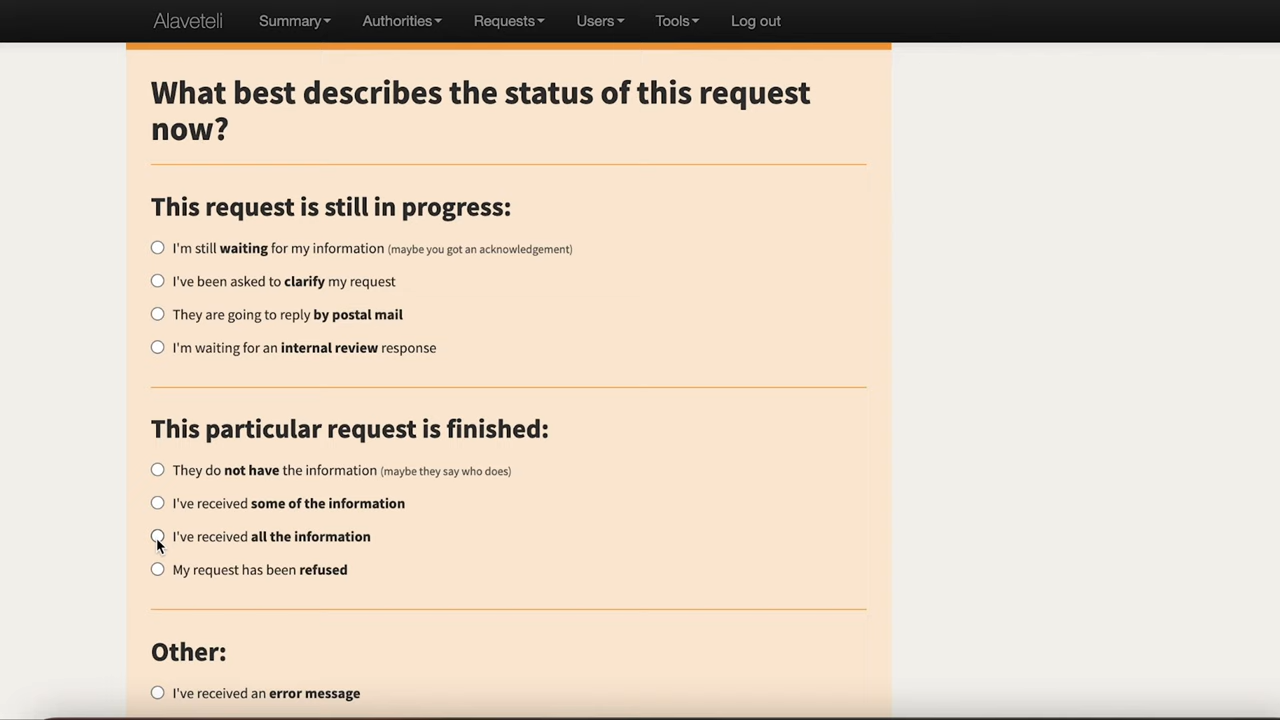 Alaveteli Summary Authorities Requests Users Tools Log out
What best describes the status of this request
now?
This request is still in progress:
I'm still waiting for my information (maybe you got an acknowledgement)
I've been asked to clarify my request
They are going to reply by postal mail
I'm waiting for an internal review response
This particular request is finished:
They do not have the information (maybe they say who does)
I've received some of the information
I've received all the information
My request has been refused
Other:
I've received an error message